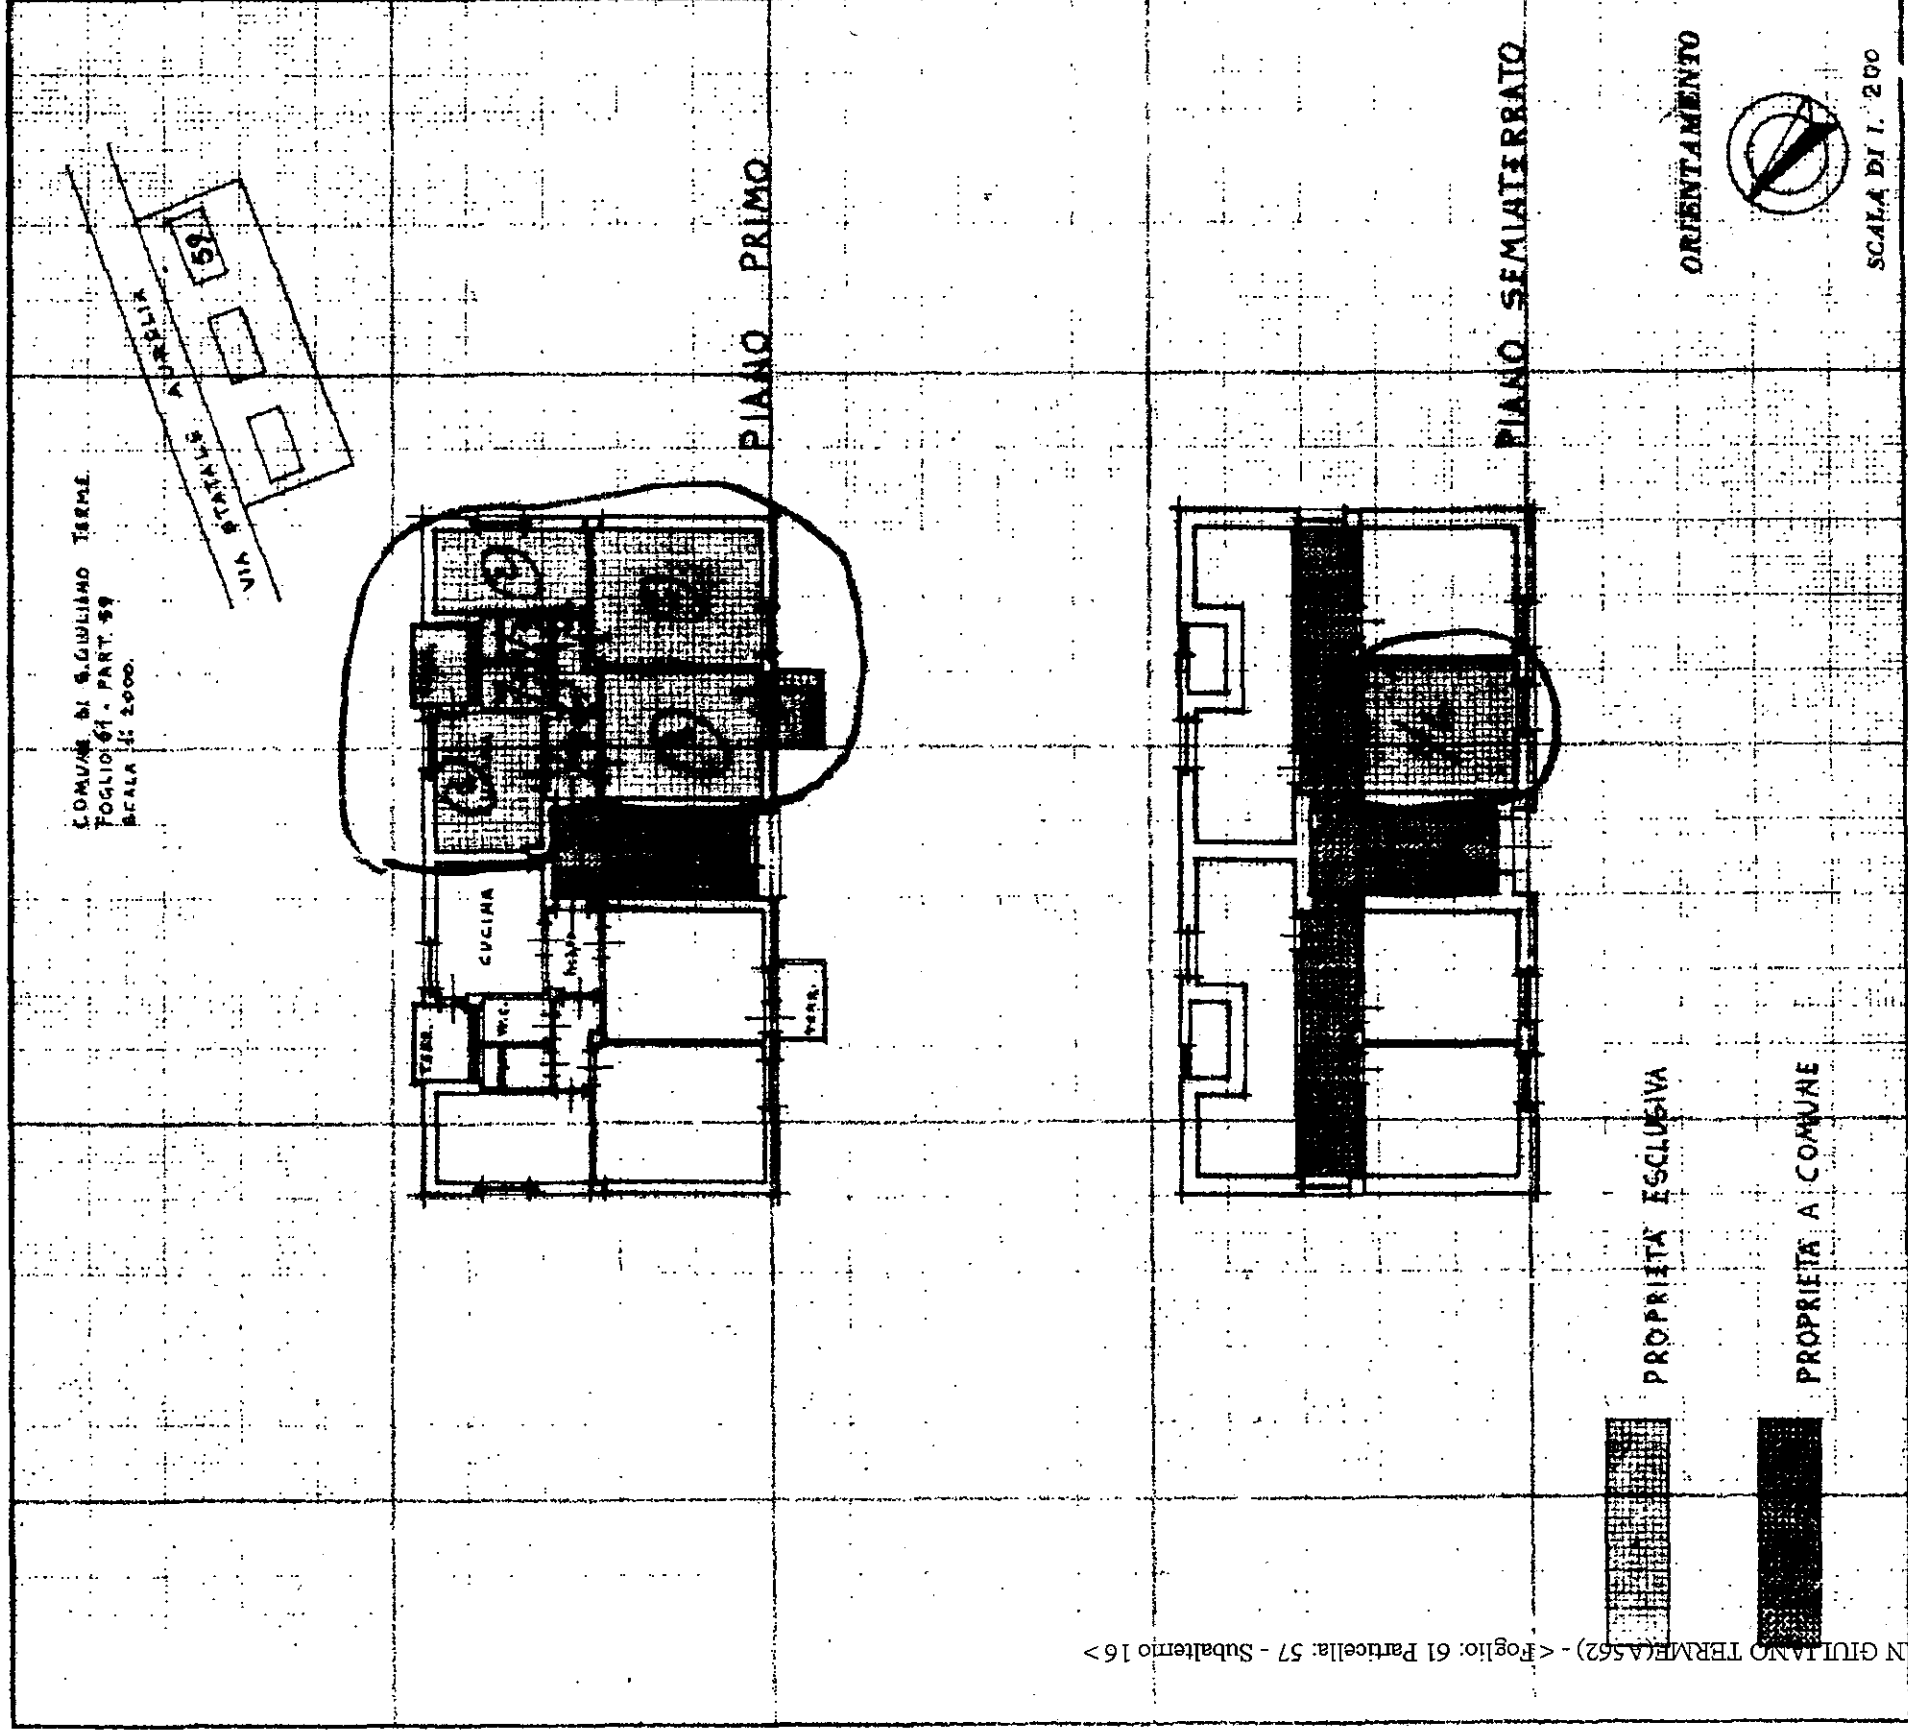 COMUNE DI S.GIULIANO TERME
FOGLIO 61 - PART. 59
SCALA 1: 2000.
VIA STATALE AURELIA
59
PIANO PRIMO
CUCINA
W.C.
TERR.
TERR.
PIANO SEMINTERRATO
ORIENTAMENTO
SCALA DI 1. 200
PROPRIETA' ESCLUSIVA
PROPRIETA' A COMUNE
N GIULIANO TERME(A562) - < Foglio: 61 Particella: 57 - Subalterno 16 >